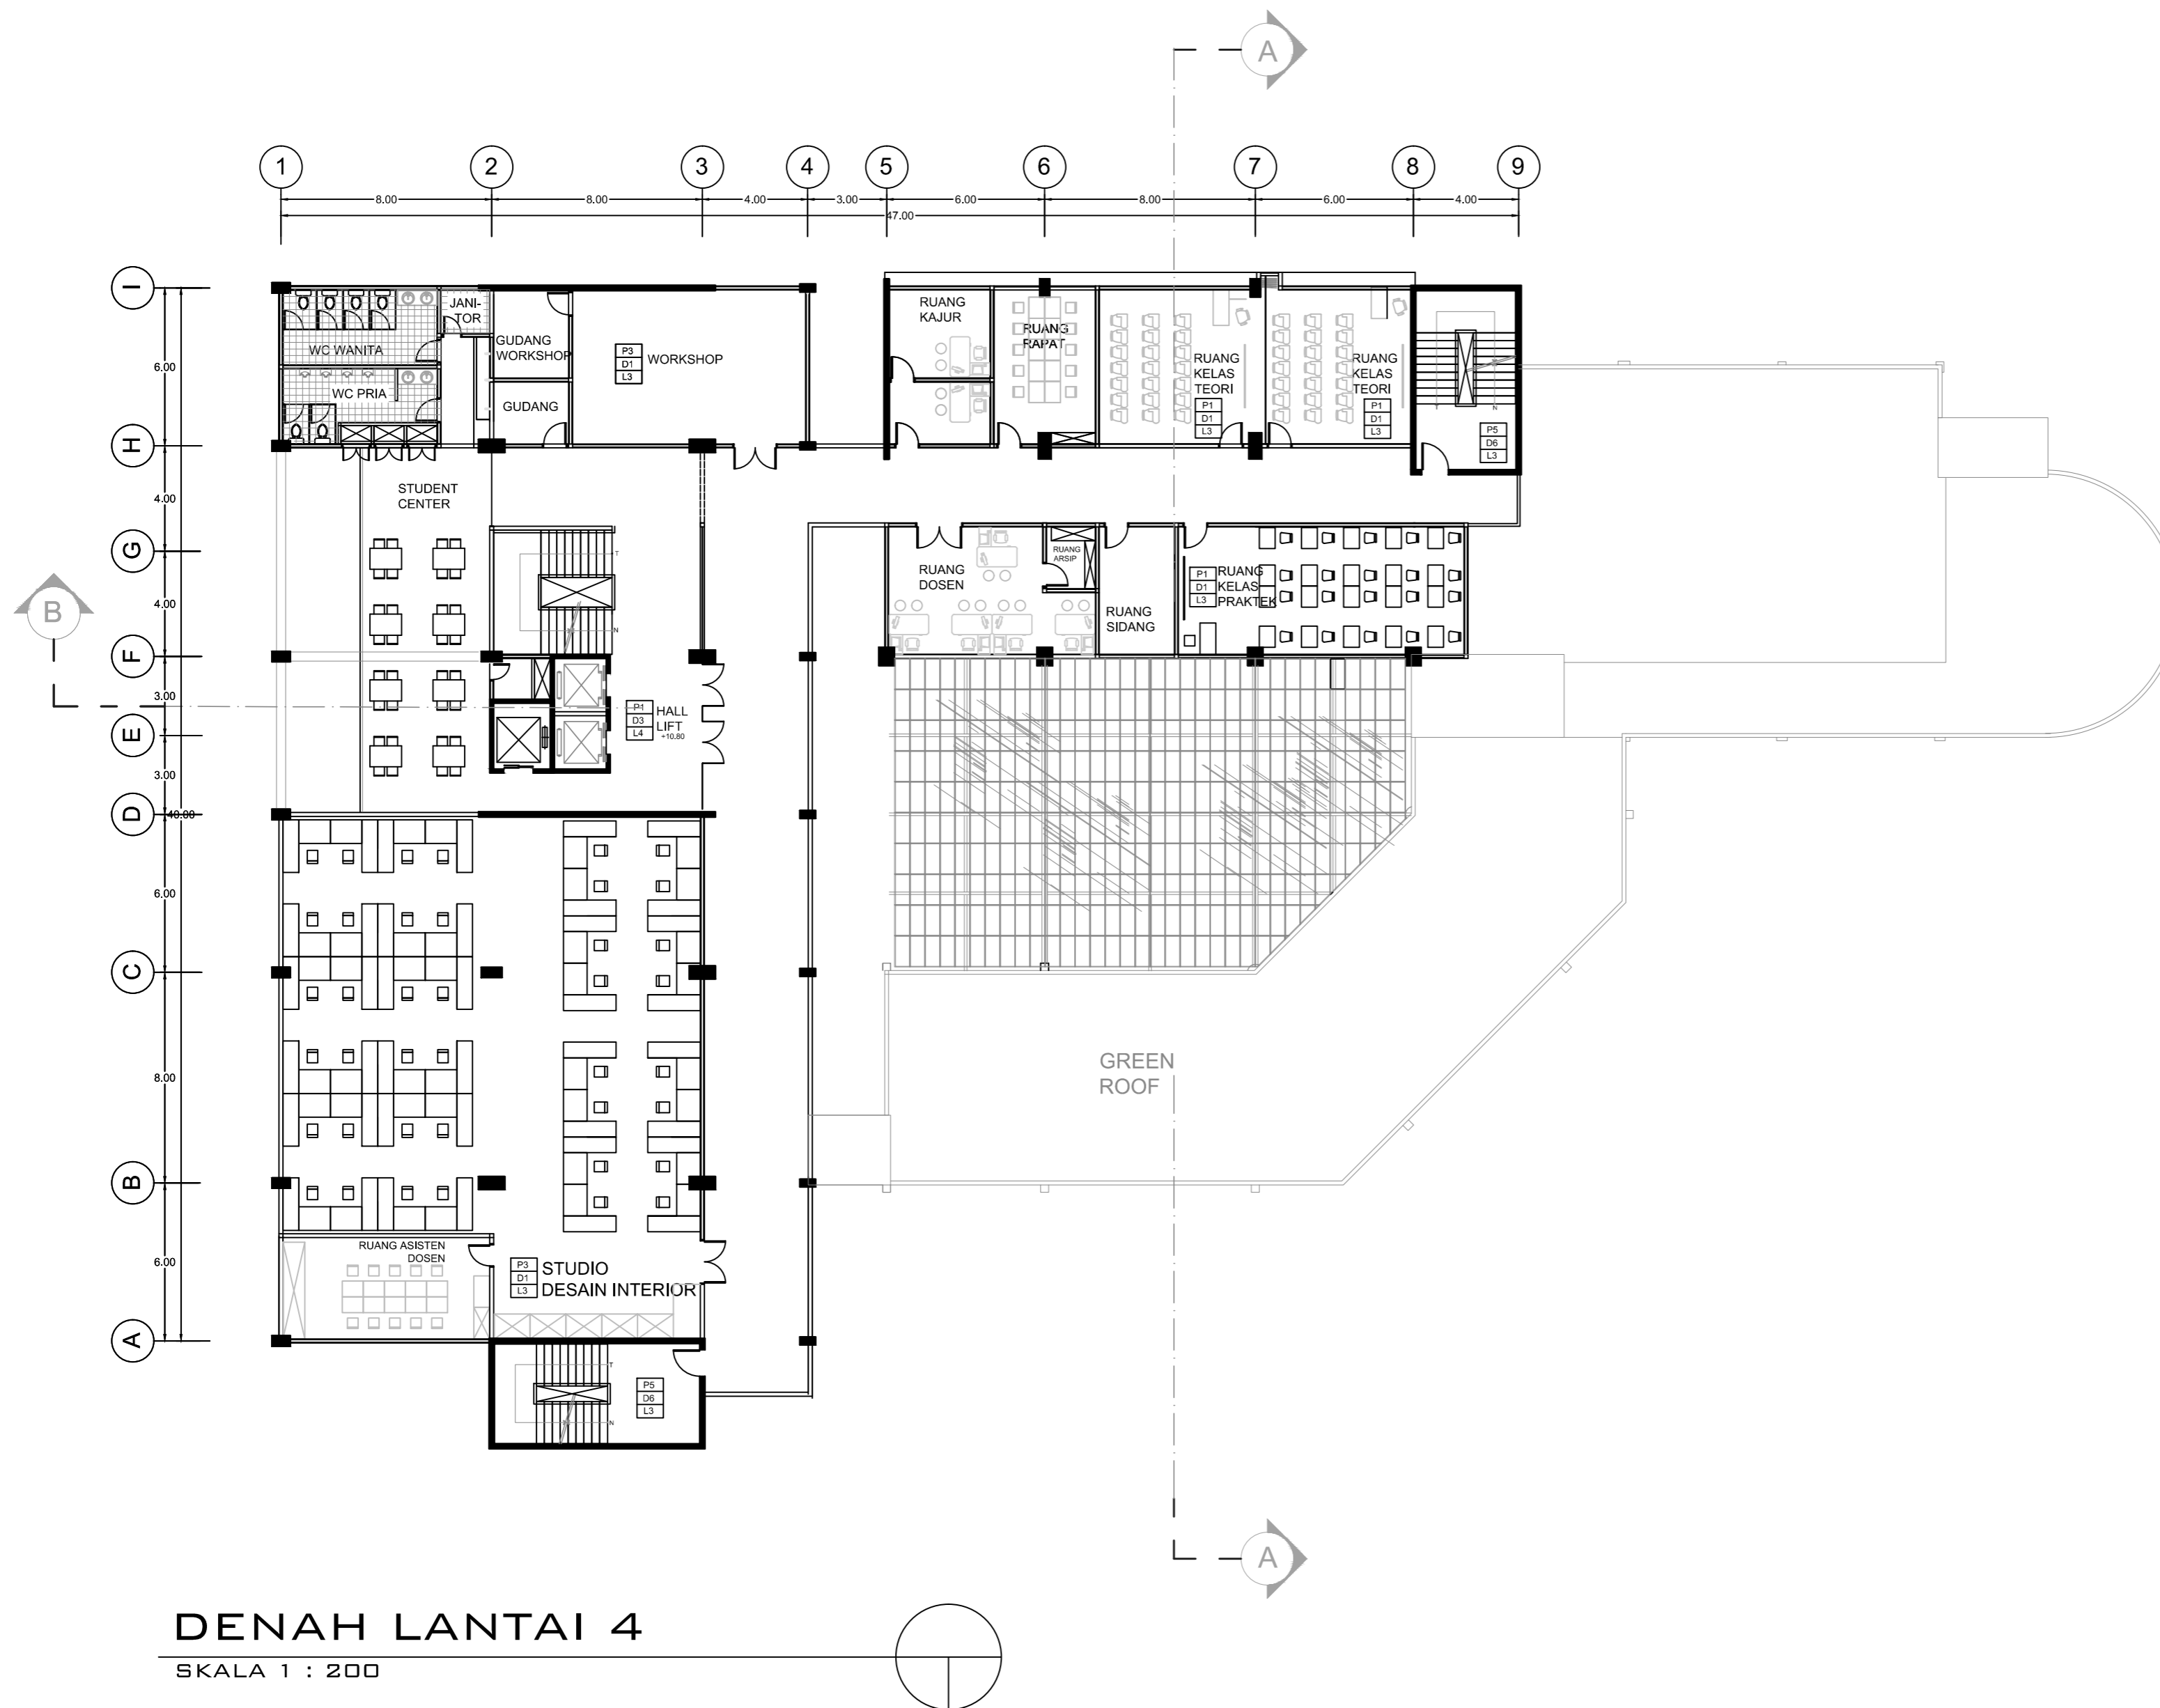 A
1 2 3 4 5 6 7 8 9
8.00 8.00 4.00 3.00 6.00 8.00 6.00 4.00
47.00
I
H
G
F
E
D
C
B
A
6.00
4.00
4.00
3.00
3.00
40.00
6.00
8.00
6.00
B
JANI-
TOR
WC WANITA
WC PRIA
GUDANG
WORKSHOP
GUDANG
P3
D1
L3
WORKSHOP
RUANG
KAJUR
RUANG
RAPAT
RUANG
KELAS
TEORI
P1
D1
L3
RUANG
KELAS
TEORI
P1
D1
L3
T
N
P5
D6
L3
STUDENT
CENTER
T
N
RUANG
DOSEN
RUANG
ARSIP
RUANG
SIDANG
P1
D1
L3
RUANG
KELAS
PRAKTEK
P1
D3
L4
HALL
LIFT
+10.80
GREEN
ROOF
RUANG ASISTEN
DOSEN
P3
D1
L3
STUDIO
DESAIN INTERIOR
T
N
P5
D6
L3
A
DENAH LANTAI 4
SKALA 1 : 200